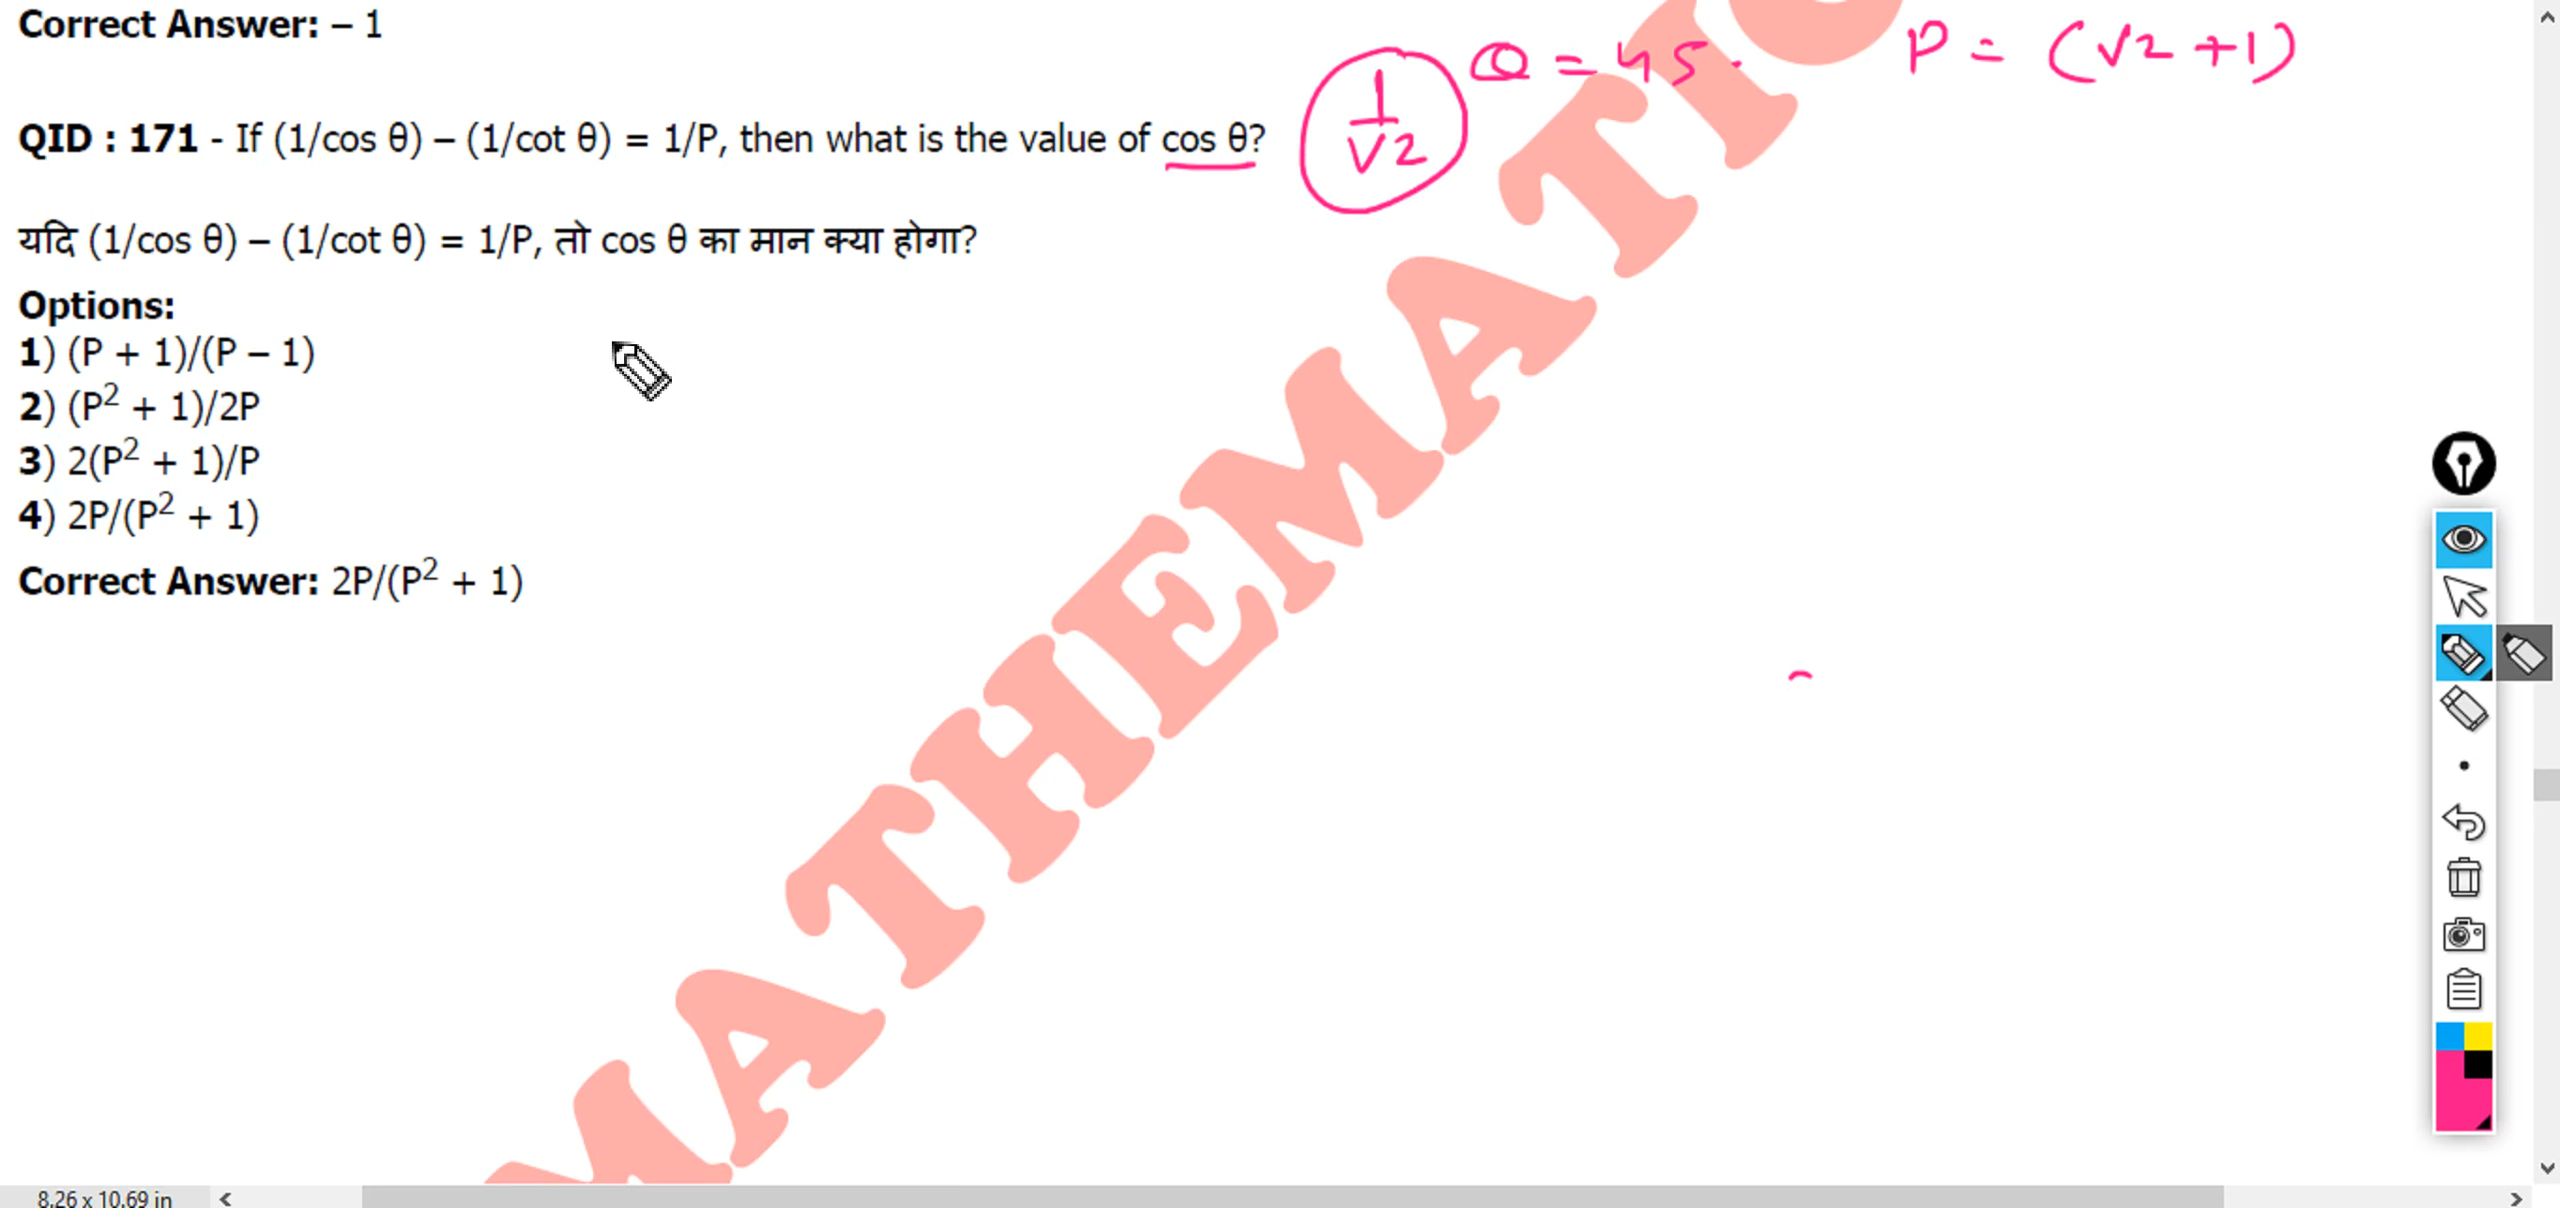 Correct Answer: – 1
θ = 45° P = (√2 + 1)
QID : 171 - If (1/cos θ) – (1/cot θ) = 1/P, then what is the value of cos θ? 1/√2
यदि (1/cos θ) – (1/cot θ) = 1/P, तो cos θ का मान क्या होगा?
Options:
1) (P + 1)/(P – 1)
2) (P² + 1)/2P
3) 2(P² + 1)/P
4) 2P/(P² + 1)
Correct Answer: 2P/(P² + 1)
MATHEMATIC
8.26 x 10.69 in